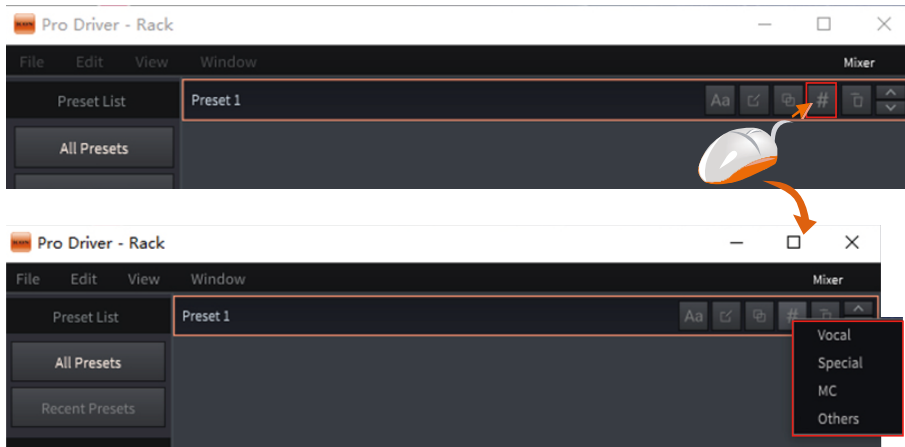 Pro Driver - Rack
File Edit View Window Mixer
Preset List Preset 1 Aa #
All Presets
Pro Driver - Rack
File Edit View Window Mixer
Preset List Preset 1 Aa #
Vocal
All Presets Special
MC
Recent Presets Others